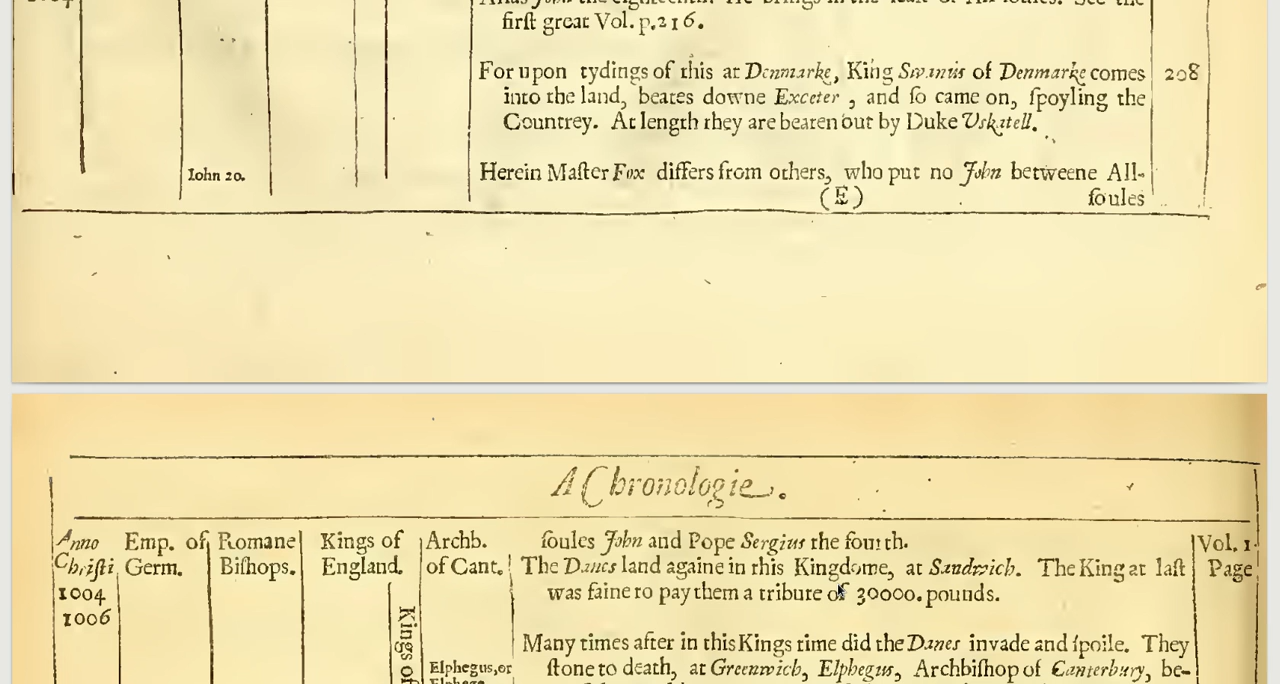 first great Vol. p. 216.
For upon tydings of this at Denmarke, King Swanus of Denmarke comes 208
into the land, beates downe Exeter, and so came on, spoyling the
Countrey. At length they are beaten out by Duke Uskitell.
Iohn 20. Herein Master Fox differs from others, who put no John betweene All-
(E) soules
A Chronologie.
Anno Christi
Emp. of Germ.
Romane Bishops.
Kings of England.
Archb. of Cant.
Vol. 1. Page
soules John and Pope Sergius the fourth.
1004 The Danes land againe in this Kingdome, at Sandwich. The King at last
1006 was faine to pay them a tribute of 30000. pounds.
Kings of
Many times after in this Kings time did the Danes invade and spoile. They
Elphegus, or stone to death, at Greenwich, Elphegus, Archbishop of Canterbury, be-